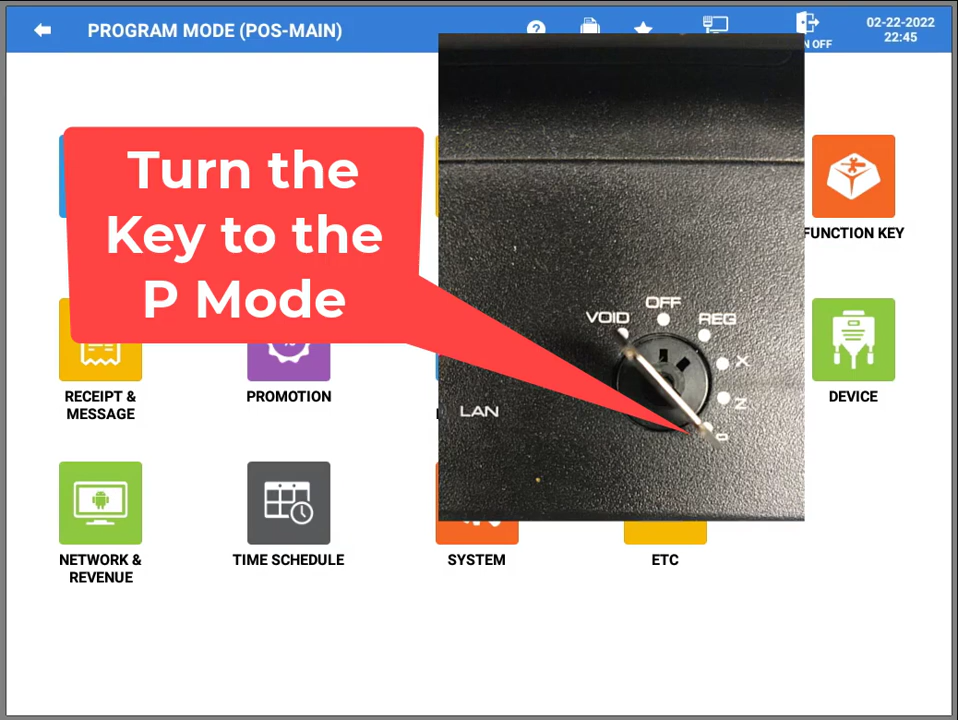 PROGRAM MODE (POS-MAIN)
?
02-22-2022
22:45
Turn the
Key to the
P Mode
FUNCTION KEY
VOID
OFF
REG
X
Z
P
LAN
RECEIPT &
MESSAGE
PROMOTION
DEVICE
NETWORK &
REVENUE
TIME SCHEDULE
SYSTEM
ETC